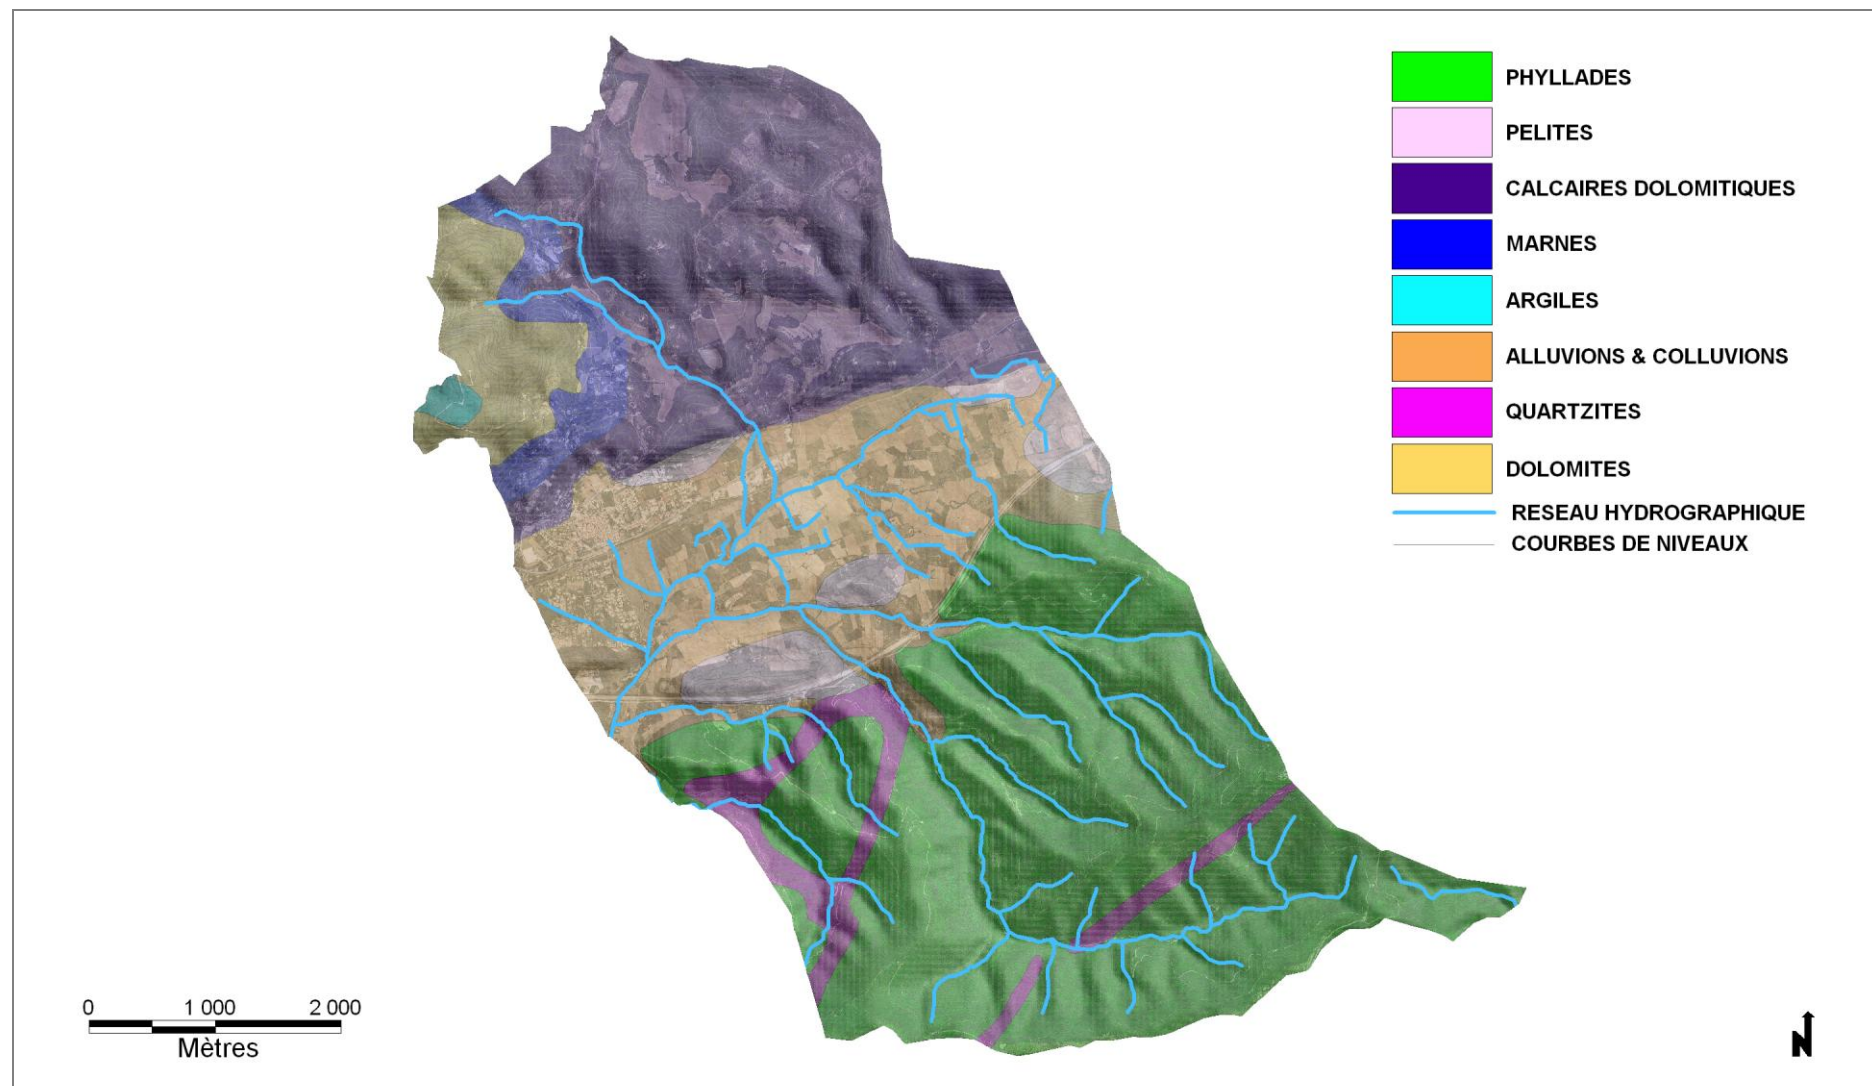 PHYLLADES
PELITES
CALCAIRES DOLOMITIQUES
MARNES
ARGILES
ALLUVIONS & COLLUVIONS
QUARTZITES
DOLOMITES
RESEAU HYDROGRAPHIQUE
COURBES DE NIVEAUX
0 1 000 2 000
Mètres
N